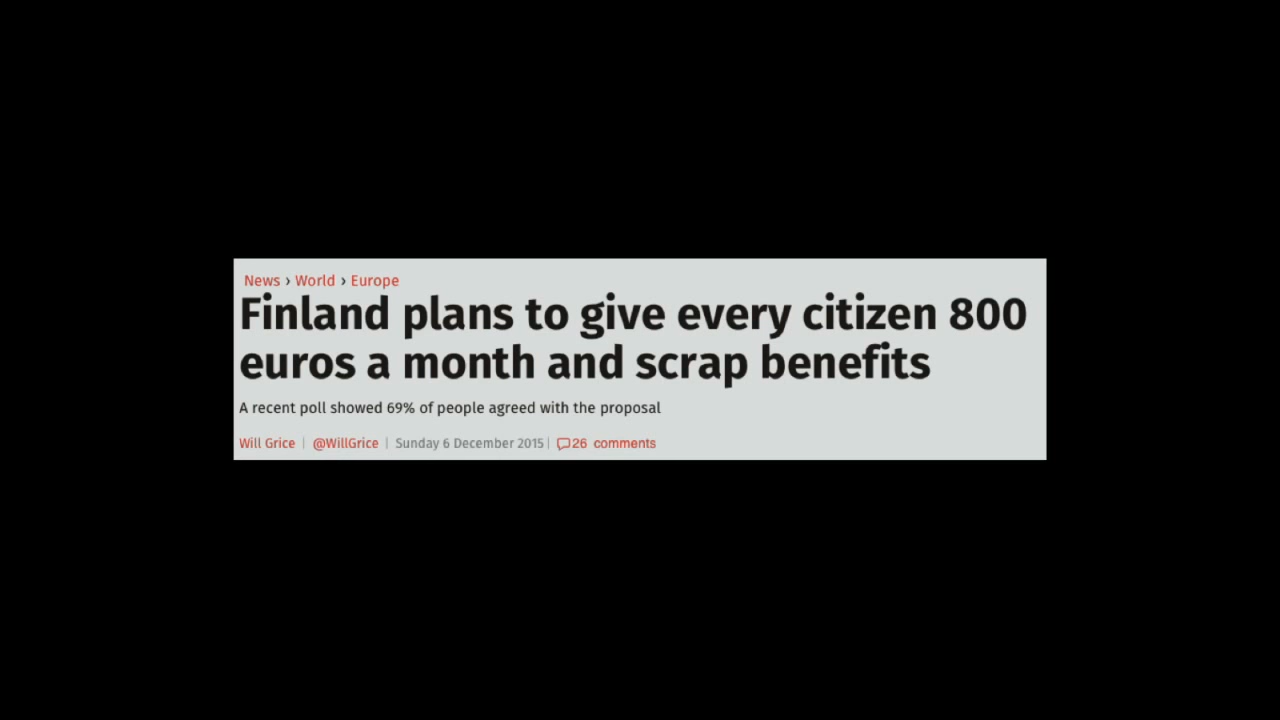 News › World › Europe
Finland plans to give every citizen 800
euros a month and scrap benefits
A recent poll showed 69% of people agreed with the proposal
Will Grice | @WillGrice | Sunday 6 December 2015 | 26 comments